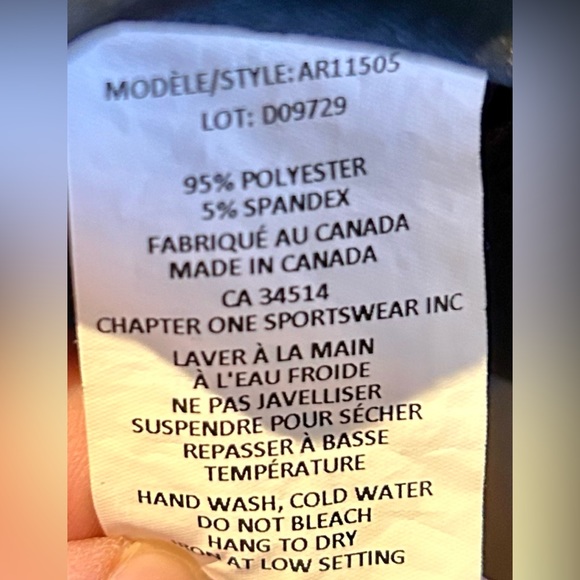 MODÈLE/STYLE: AR11505
LOT: D09729
95% POLYESTER
5% SPANDEX
FABRIQUÉ AU CANADA
MADE IN CANADA
CA 34514
CHAPTER ONE SPORTSWEAR INC
LAVER À LA MAIN
À L'EAU FROIDE
NE PAS JAVELLISER
SUSPENDRE POUR SÉCHER
REPASSER À BASSE
TEMPÉRATURE
HAND WASH, COLD WATER
DO NOT BLEACH
HANG TO DRY
AT LOW SETTING